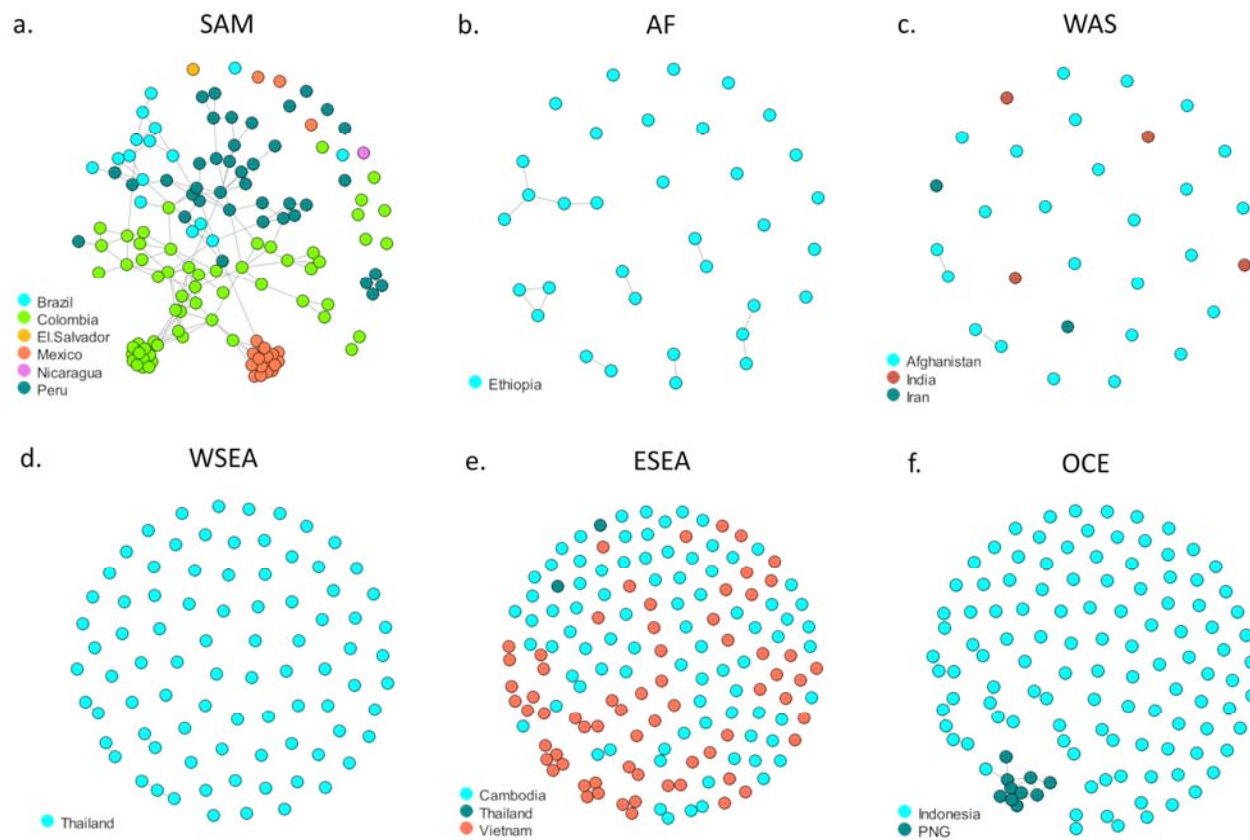 a. SAM
Brazil
Colombia
El.Salvador
Mexico
Nicaragua
Peru
b. AF
Ethiopia
c. WAS
Afghanistan
India
Iran
d. WSEA
Thailand
e. ESEA
Cambodia
Thailand
Vietnam
f. OCE
Indonesia
PNG